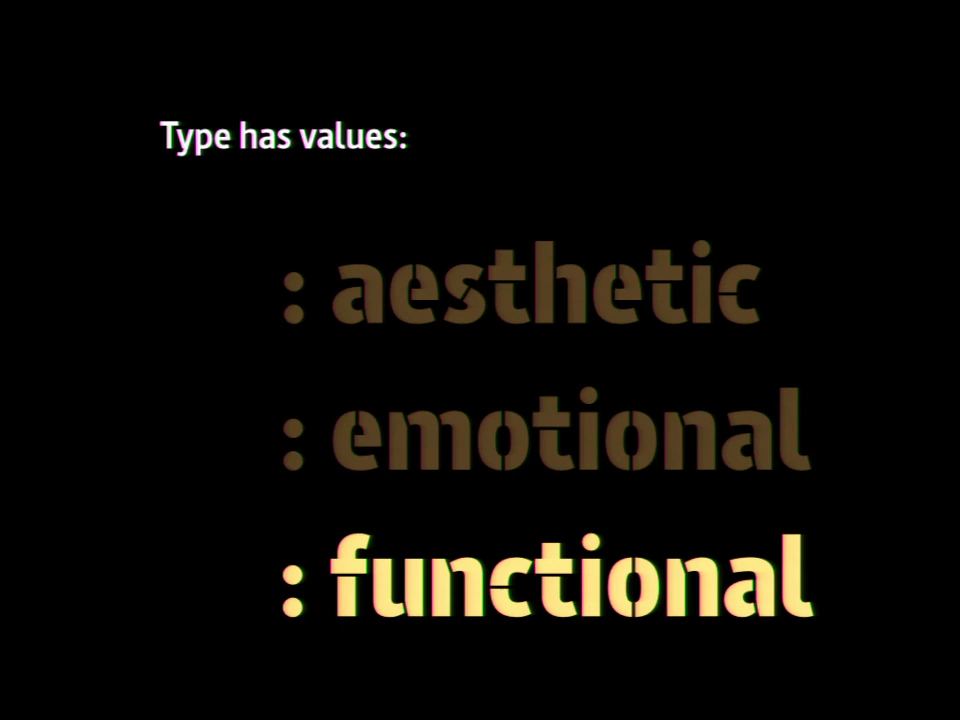 Type has values:
: aesthetic
: emotional
: functional